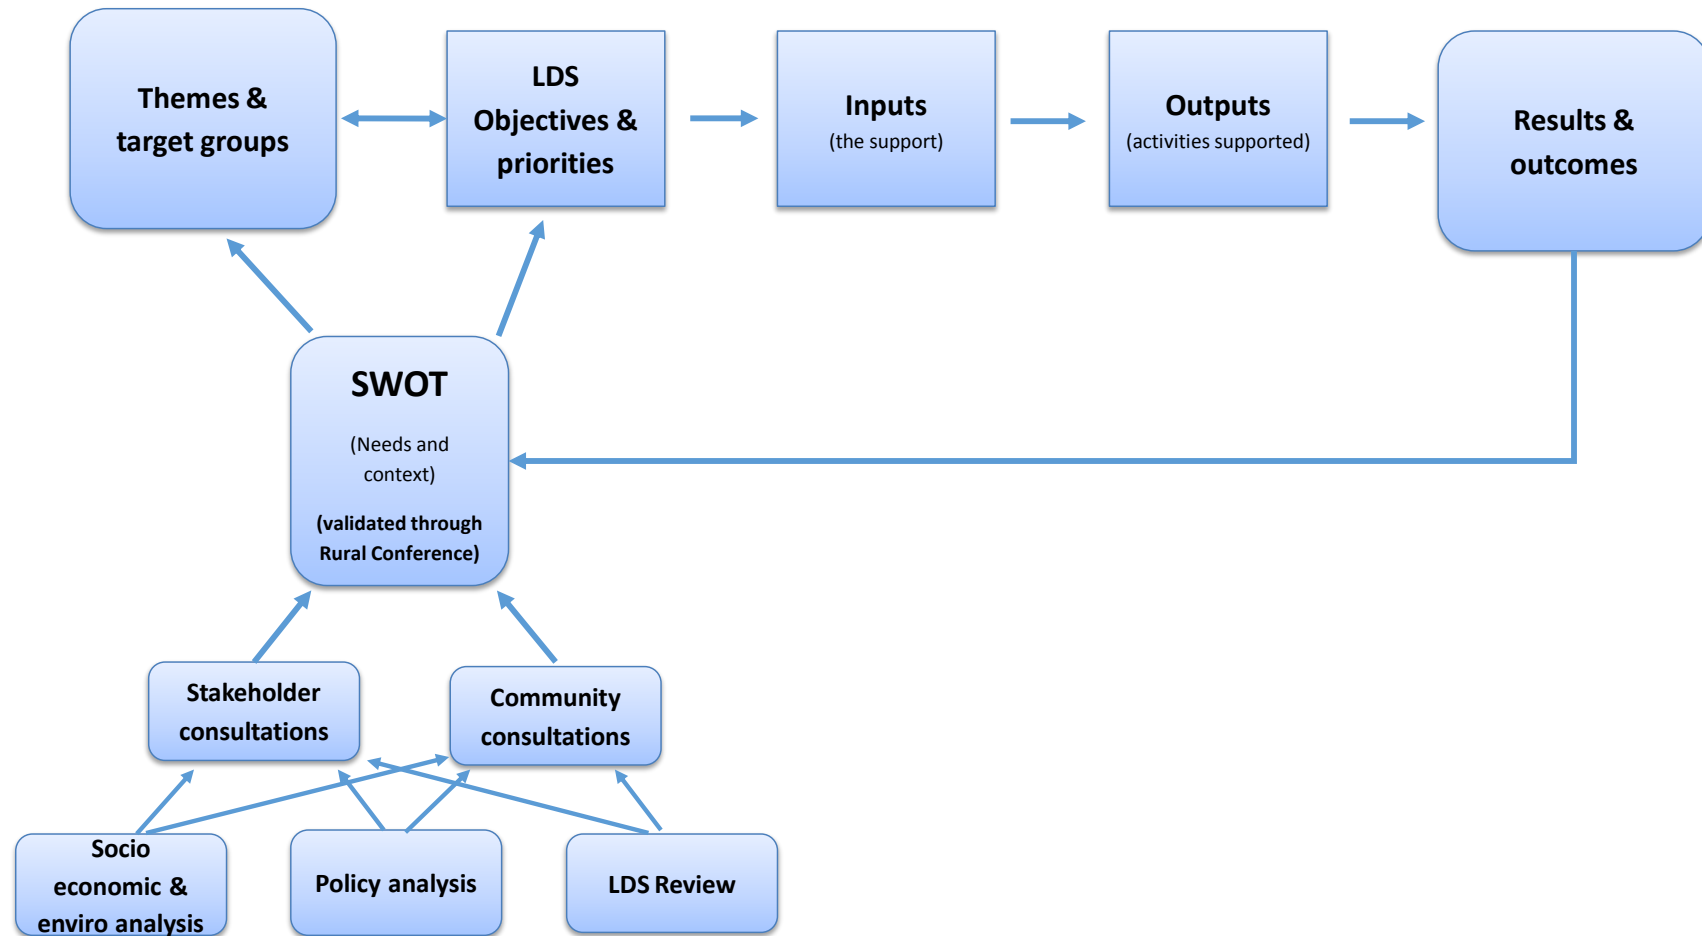 Themes &
target groups
LDS
Objectives &
priorities
Inputs
(the support)
Outputs
(activities supported)
Results &
outcomes
SWOT
(Needs and
context)
(validated through
Rural Conference)
Stakeholder
consultations
Community
consultations
Socio
economic &
enviro analysis
Policy analysis
LDS Review